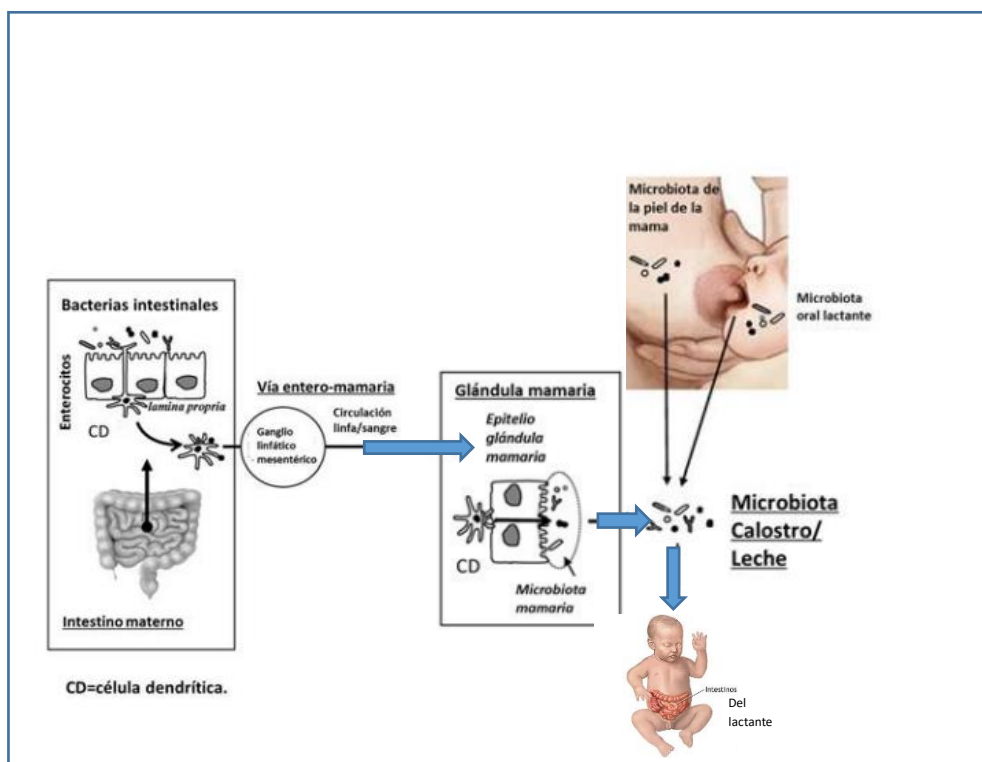 Microbiota de
la piel de la
mama
Microbiota
oral lactante
Bacterias intestinales
Enterocitos
lamina propria
CD
Intestino materno
CD=célula dendrítica.
Vía entero-mamaria
Ganglio
linfático
mesentérico
Circulación
linfa/sangre
Glándula mamaria
Epitelio
glándula
mamaria
CD
Microbiota
mamaria
Microbiota
Calostro/
Leche
Intestinos
Del
lactante